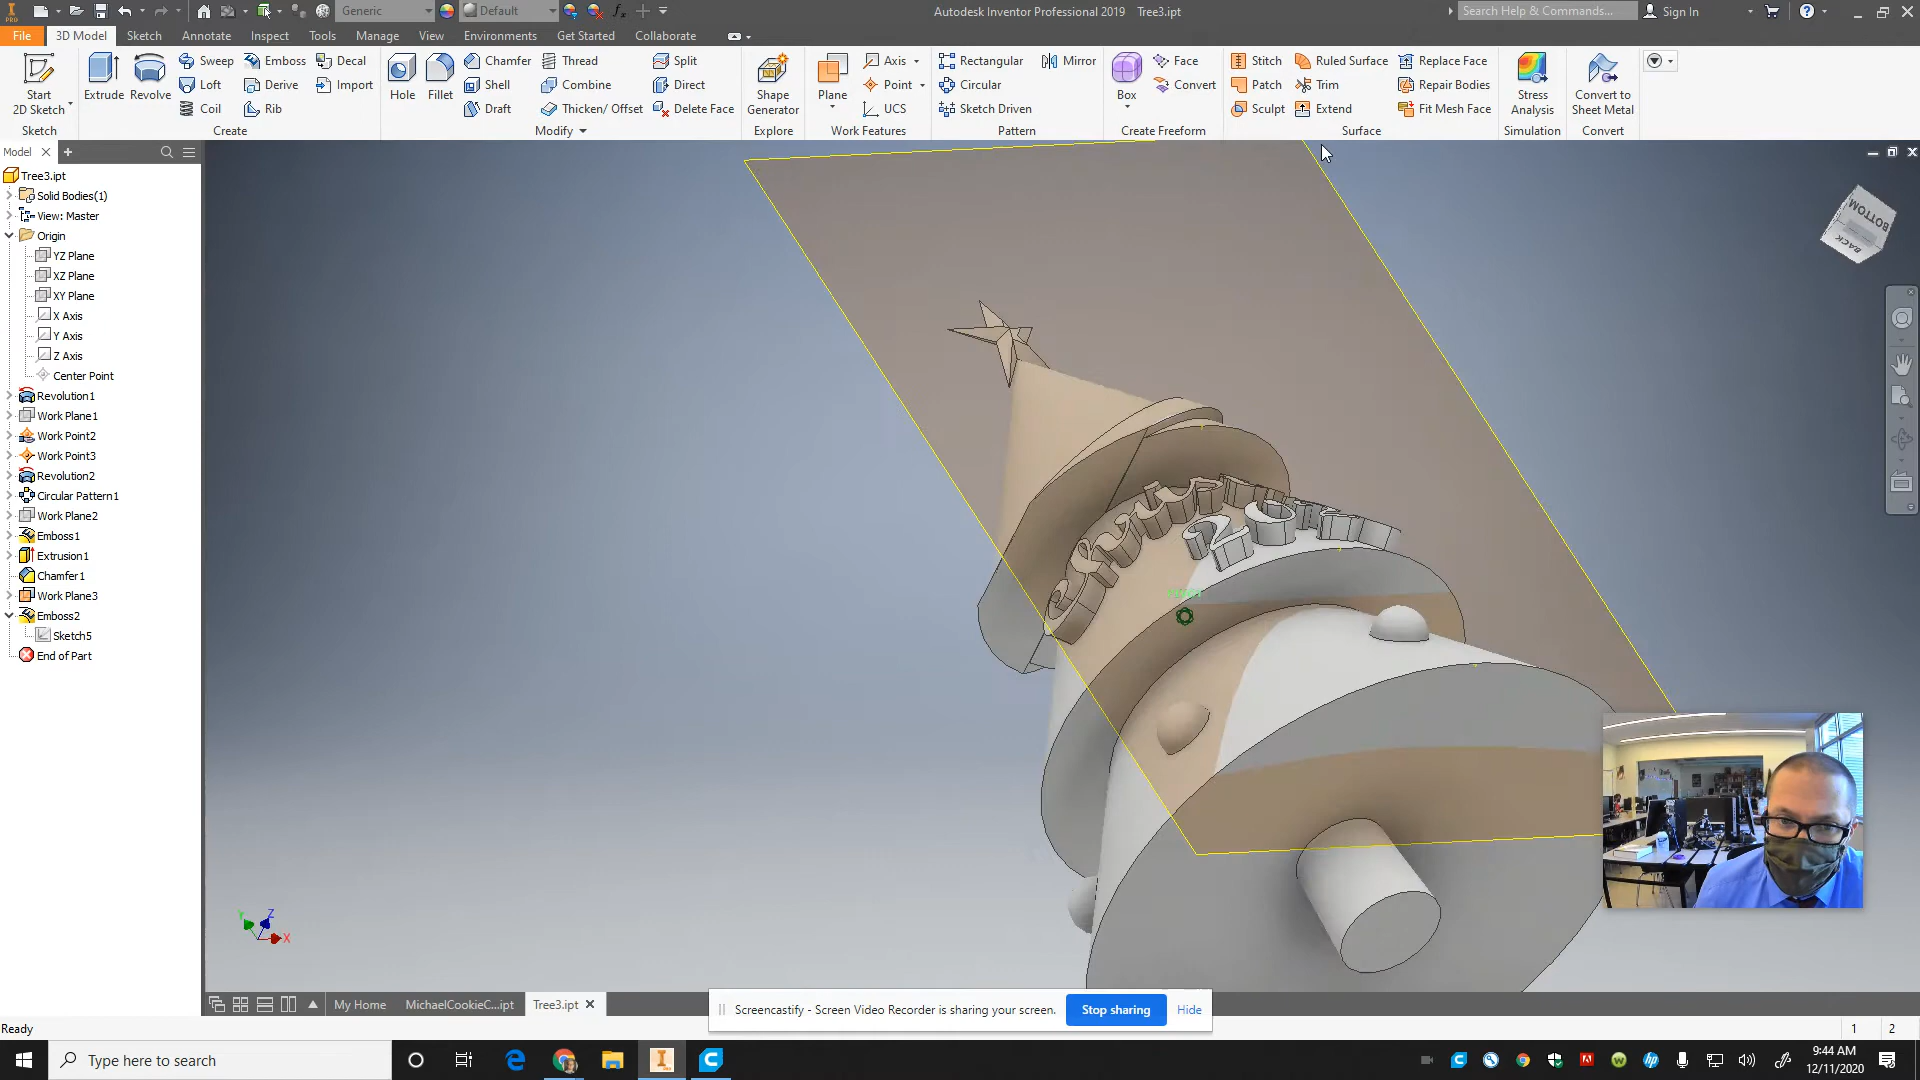 PRO
Generic
Default
Autodesk Inventor Professional 2019 Tree3.ipt
Search Help & Commands...
Sign In
File
3D Model
Sketch
Annotate
Inspect
Tools
Manage
View
Environments
Get Started
Collaborate
Start
2D Sketch
Sketch
Extrude
Revolve
Sweep
Loft
Coil
Emboss
Derive
Rib
Decal
Import
Create
Hole
Fillet
Chamfer
Shell
Draft
Thread
Combine
Thicken/ Offset
Split
Direct
Delete Face
Modify
Shape
Generator
Explore
Plane
Axis
Point
UCS
Work Features
Rectangular
Circular
Sketch Driven
Mirror
Pattern
Box
Face
Convert
Create Freeform
Stitch
Patch
Sculpt
Ruled Surface
Trim
Extend
Replace Face
Repair Bodies
Fit Mesh Face
Surface
Stress
Analysis
Simulation
Convert to
Sheet Metal
Convert
Model
Tree3.ipt
Solid Bodies(1)
View: Master
Origin
YZ Plane
XZ Plane
XY Plane
X Axis
Y Axis
Z Axis
Center Point
Revolution1
Work Plane1
Work Point2
Work Point3
Revolution2
Circular Pattern1
Work Plane2
Emboss1
Extrusion1
Chamfer1
Work Plane3
Emboss2
Sketch5
End of Part
BOTTOM
BACK
Y
Z
X
My Home
MichaelCookieC...ipt
Tree3.ipt
Screencastify - Screen Video Recorder is sharing your screen.
Stop sharing
Hide
Ready
1
2
Type here to search
9:44 AM
12/11/2020